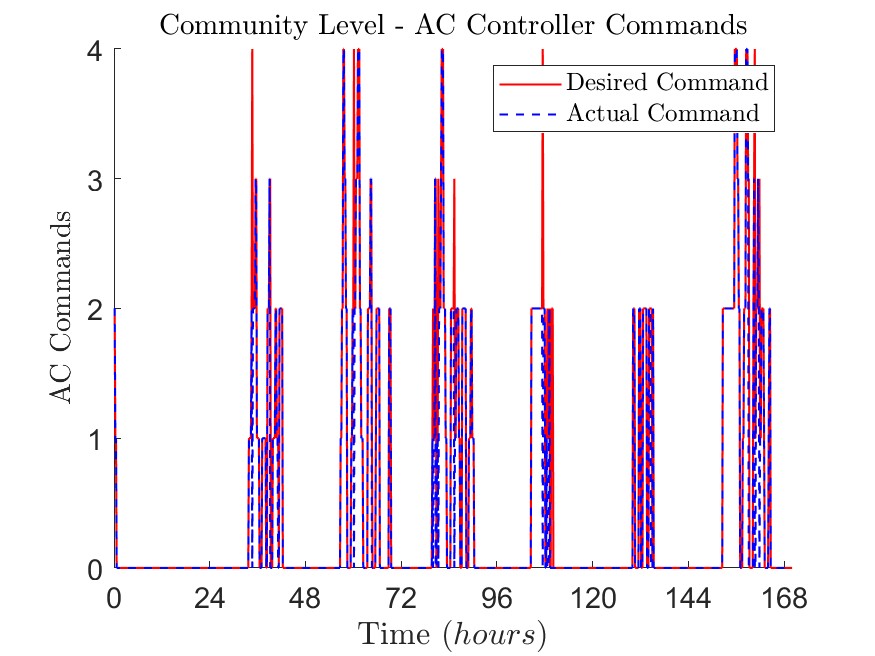 Community Level - AC Controller Commands
4
3
2
1
0
AC Commands
Desired Command
Actual Command
0 24 48 72 96 120 144 168
Time (hours)